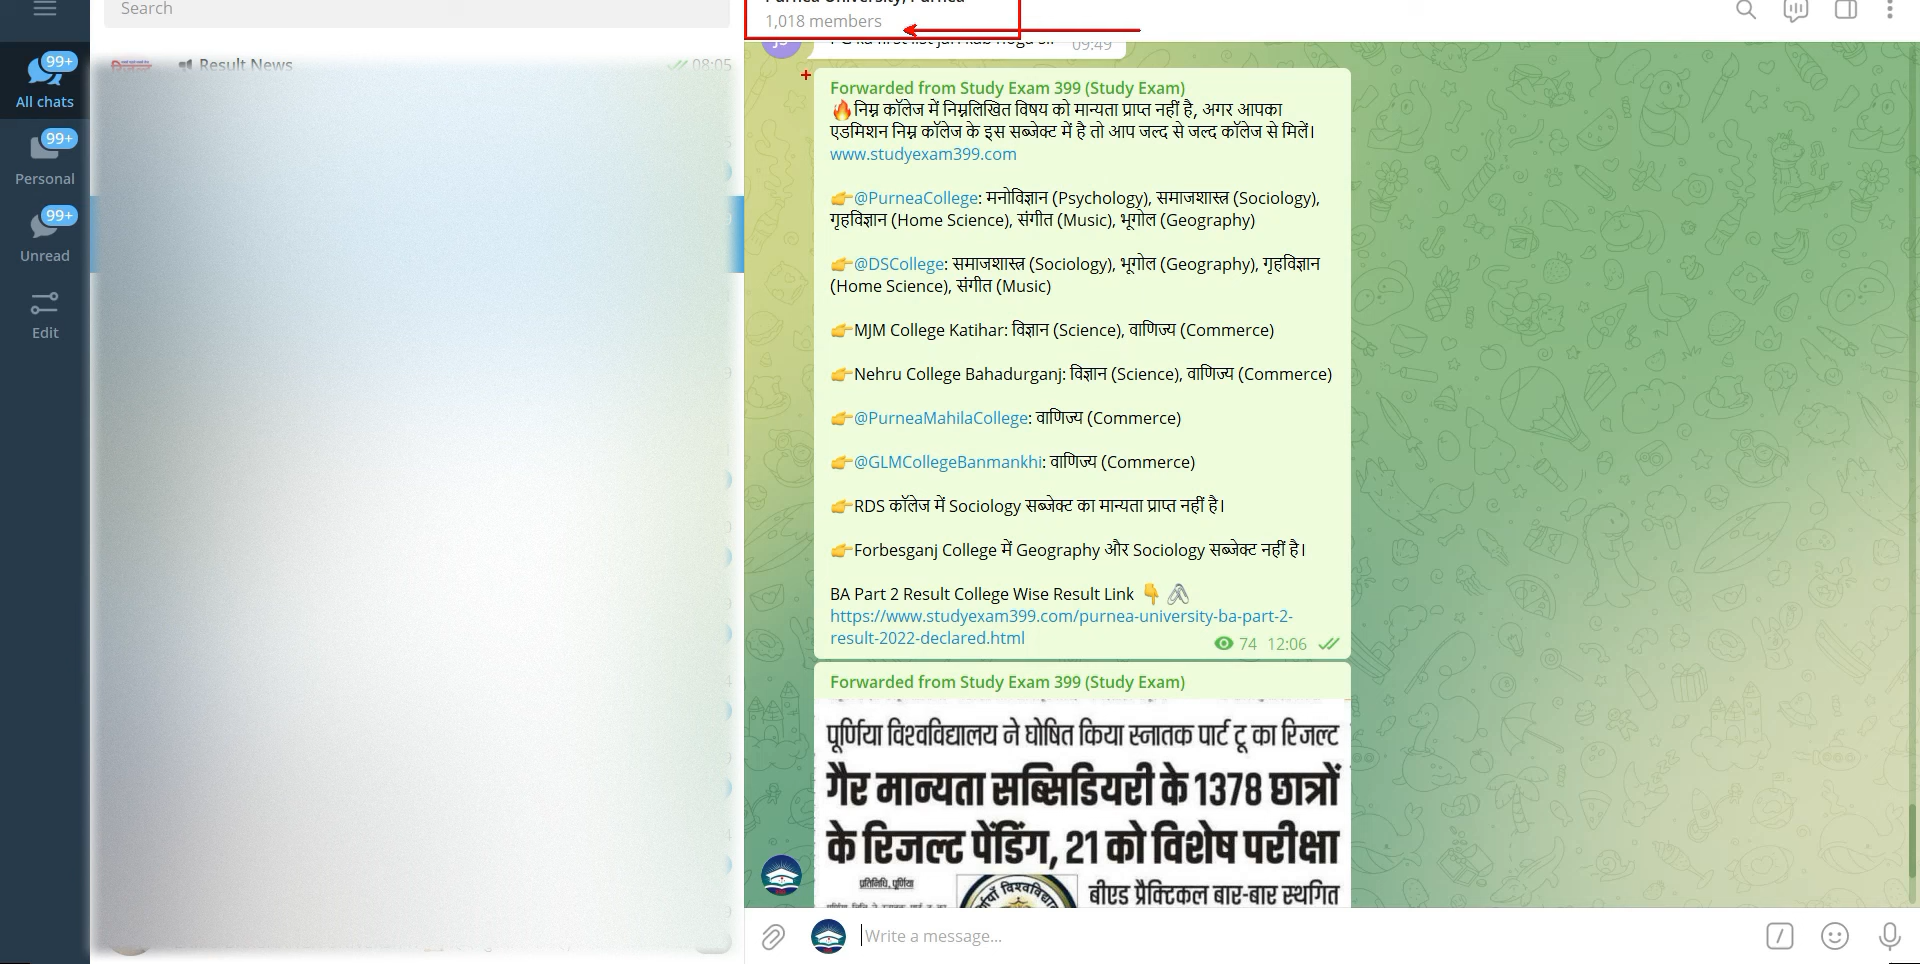 Search
Purnea University, Purnea
1,018 members
99+
All chats
99+
Personal
99+
Unread
Edit
Result News
08:05
09:49
Forwarded from Study Exam 399 (Study Exam)
🔥निम्न कॉलेज में निम्नलिखित विषय को मान्यता प्राप्त नहीं है, अगर आपका
एडमिशन निम्न कॉलेज के इस सब्जेक्ट में है तो आप जल्द से जल्द कॉलेज से मिलें।
www.studyexam399.com
👉@PurneaCollege: मनोविज्ञान (Psychology), समाजशास्त्र (Sociology),
गृहविज्ञान (Home Science), संगीत (Music), भूगोल (Geography)
👉@DSCollege: समाजशास्त्र (Sociology), भूगोल (Geography), गृहविज्ञान
(Home Science), संगीत (Music)
👉MJM College Katihar: विज्ञान (Science), वाणिज्य (Commerce)
👉Nehru College Bahadurganj: विज्ञान (Science), वाणिज्य (Commerce)
👉@PurneaMahilaCollege: वाणिज्य (Commerce)
👉@GLMCollegeBanmankhi: वाणिज्य (Commerce)
👉RDS कॉलेज में Sociology सब्जेक्ट का मान्यता प्राप्त नहीं है।
👉Forbesganj College में Geography और Sociology सब्जेक्ट नहीं है।
BA Part 2 Result College Wise Result Link 👇 🖇
https://www.studyexam399.com/purnea-university-ba-part-2-
result-2022-declared.html
74 12:06
Forwarded from Study Exam 399 (Study Exam)
पूर्णिया विश्वविद्यालय ने घोषित किया स्नातक पार्ट टू का रिजल्ट
गैर मान्यता सब्सिडियरी के 1378 छात्रों
के रिजल्ट पेंडिंग, 21 को विशेष परीक्षा
प्रतिनिधि, पूर्णिया
बीएड प्रैक्टिकल बार-बार स्थगित
Write a message...